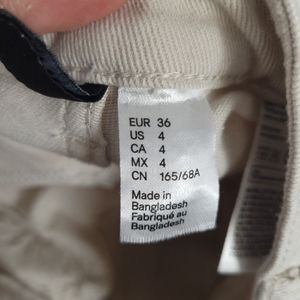 EUR 36
US 4
CA 4
MX 4
CN 165/68A
Made in
Bangladesh
Fabriqué au
Bangladesh